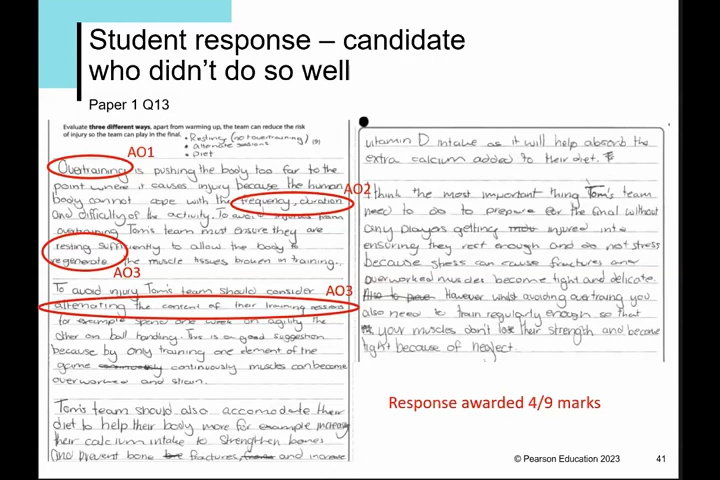 Student response – candidate
who didn't do so well
Paper 1 Q13
Evaluate three different ways, apart from warming up, the team can reduce the risk
of injury so the team can play in the final.
(9)
• Resting (not overtraining)
• Alternate sessions
• Diet
AO1
Overtraining is pushing the body too far to the
point where it causes injury because the human
AO2
body cannot cope with the frequency, duration
and difficulty of the activity. To avoid injuries from
overtraining Tom's team must ensure they are
resting sufficiently to allow the body to
regenerate the muscle tissues broken in training.
AO3
To avoid injury Tom's team should consider
AO3
alternating the content of their training sessions
for example spend one week on agility the
other on ball handling. This is a good suggestion
because by only training one element of the
game continuously muscles can become
overworked and strain.
Tom's team should also accomodate their
diet to help their body more for example increasing
their calcium intake to strengthen bones
and prevent bone fractures, and increase
vitamin D intake as it will help absorb the
extra calcium added to their diet.
I think the most important thing Tom's team
need to do to prepare for the final without
any players getting injured into
ensuring they rest enough and do not stress
because stress can cause fractures and
overworked muscles become tight and delicate.
However whilst avoiding overtraing you
also need to train regularly enough so that
your muscles don't lose their strength and become
tight because of neglect.
Response awarded 4/9 marks
© Pearson Education 2023
41